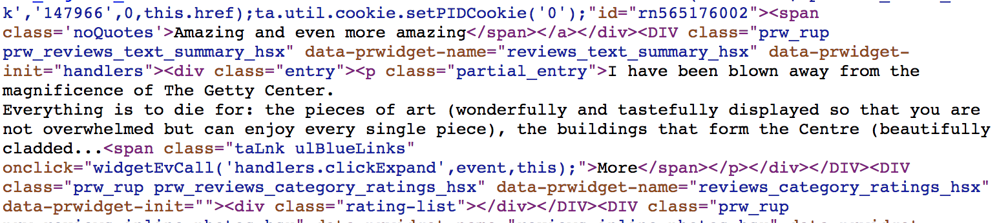 k','147966',0,this.href);ta.util.cookie.setPIDCookie('0');"id="rn565176002"><span
class='noQuotes'>Amazing and even more amazing</span></a></div><DIV class="prw_rup
prw_reviews_text_summary_hsx" data-prwidget-name="reviews_text_summary_hsx" data-prwidget-
init="handlers"><div class="entry"><p class="partial_entry">I have been blown away from the
magnificence of The Getty Center.
Everything is to die for: the pieces of art (wonderfully and tastefully displayed so that you are
not overwhelmed but can enjoy every single piece), the buildings that form the Centre (beautifully
cladded...<span class="taLnk ulBlueLinks"
onclick="widgetEvCall('handlers.clickExpand',event,this);">More</span></p></div></DIV><DIV
class="prw_rup prw_reviews_category_ratings_hsx" data-prwidget-name="reviews_category_ratings_hsx"
data-prwidget-init=""><div class="rating-list"></div></DIV><DIV class="prw_rup